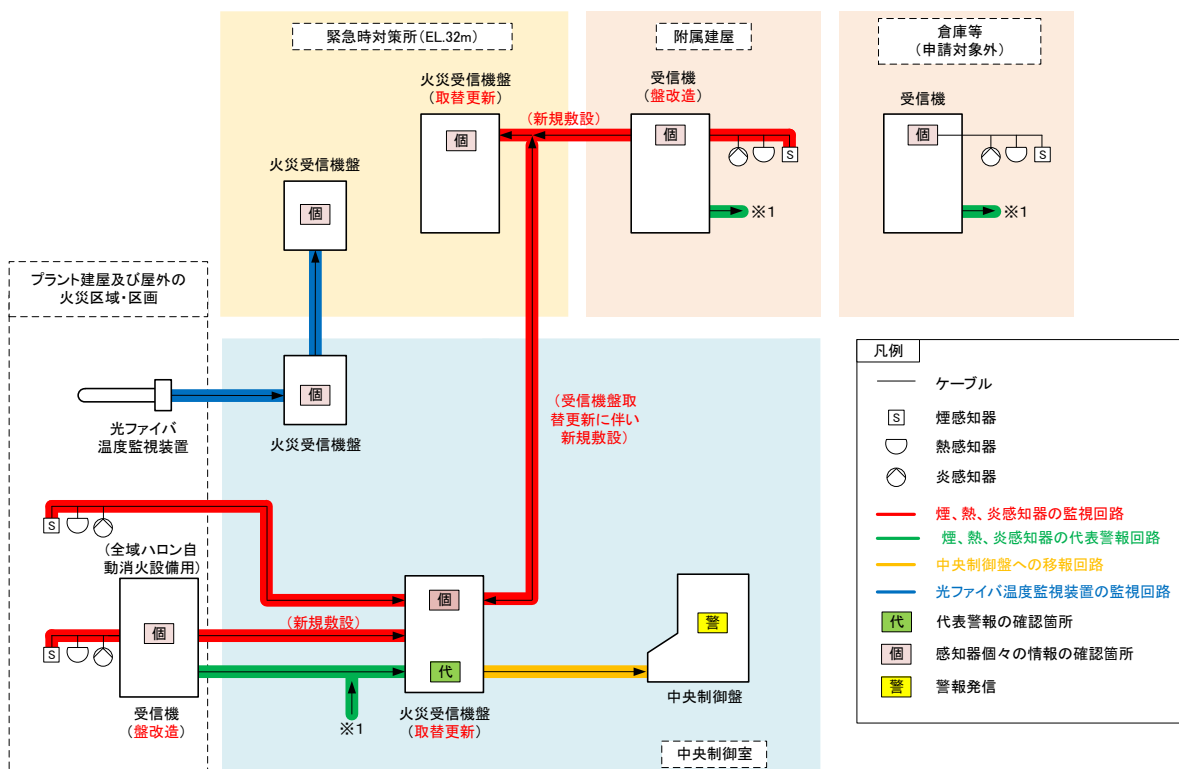 緊急時対策所(EL.32m)
附属建屋
倉庫等
(申請対象外)
火災受信機盤
(取替更新)
個
受信機
(盤改造)
個
S
(新規敷設)
※1
受信機
個
S
※1
火災受信機盤
個
プラント建屋及び屋外の
火災区域・区画
光ファイバ
温度監視装置
個
火災受信機盤
(受信機盤取
替更新に伴い
新規敷設)
S
(全域ハロン自
動消火設備用)
個
S
受信機
(盤改造)
(新規敷設)
※1
個
代
火災受信機盤
(取替更新)
警
中央制御盤
中央制御室
凡例
ケーブル
S
煙感知器
熱感知器
炎感知器
煙、熱、炎感知器の監視回路
煙、熱、炎感知器の代表警報回路
中央制御盤への移報回路
光ファイバ温度監視装置の監視回路
代
代表警報の確認箇所
個
感知器個々の情報の確認箇所
警
警報発信